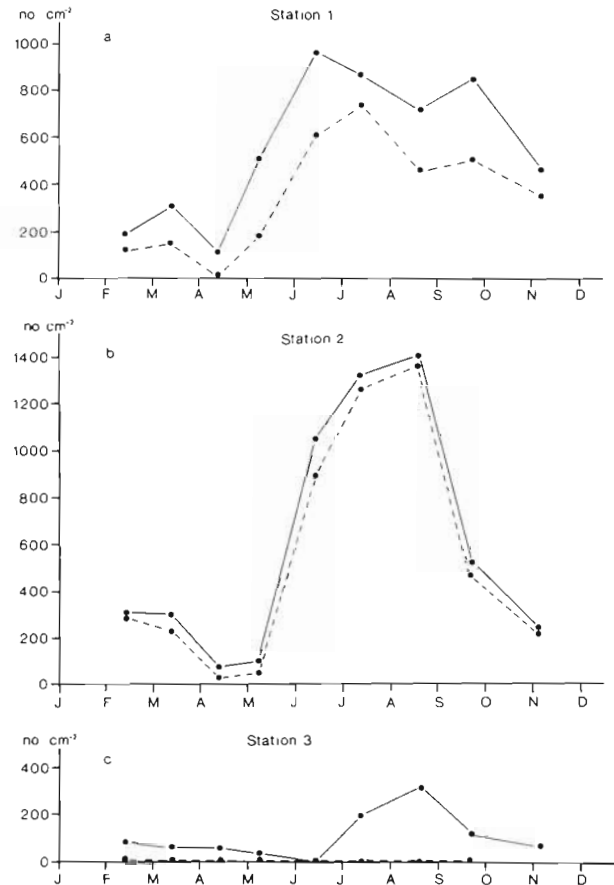 no cm⁻²
Station 1
a
1000
800
600
400
200
0
J F M A M J J A S O N D
no cm⁻²
Station 2
b
1400
1200
1000
800
600
400
200
0
J F M A M J J A S O N D
no cm⁻²
Station 3
c
400
200
0
J F M A M J J A S O N D